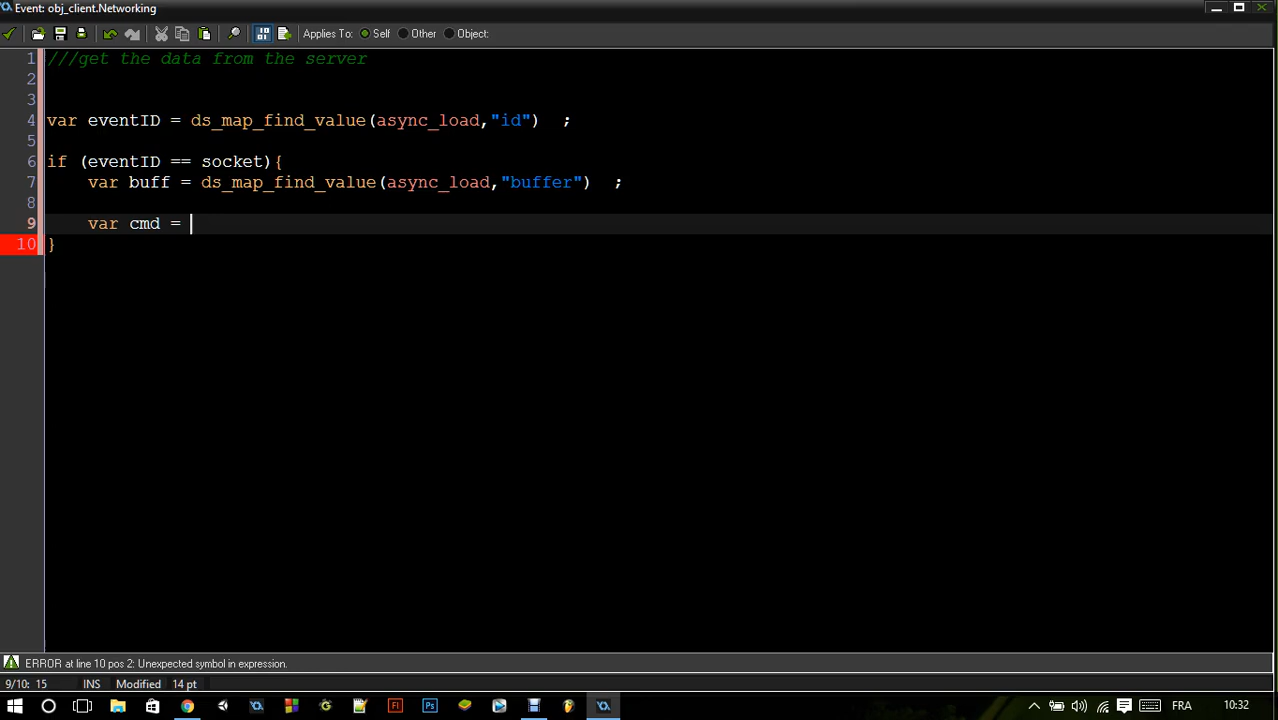 Event: obj_client.Networking
Applies To: Self Other Object:
1 ///get the data from the server
2
3
4 var eventID = ds_map_find_value(async_load,"id")  ;
5
6 if (eventID == socket){
7     var buff = ds_map_find_value(async_load,"buffer")  ;
8
9     var cmd =
10 }
ERROR at line 10 pos 2: Unexpected symbol in expression.
9/10: 15 INS Modified 14 pt
Fl Ps FRA 10:32